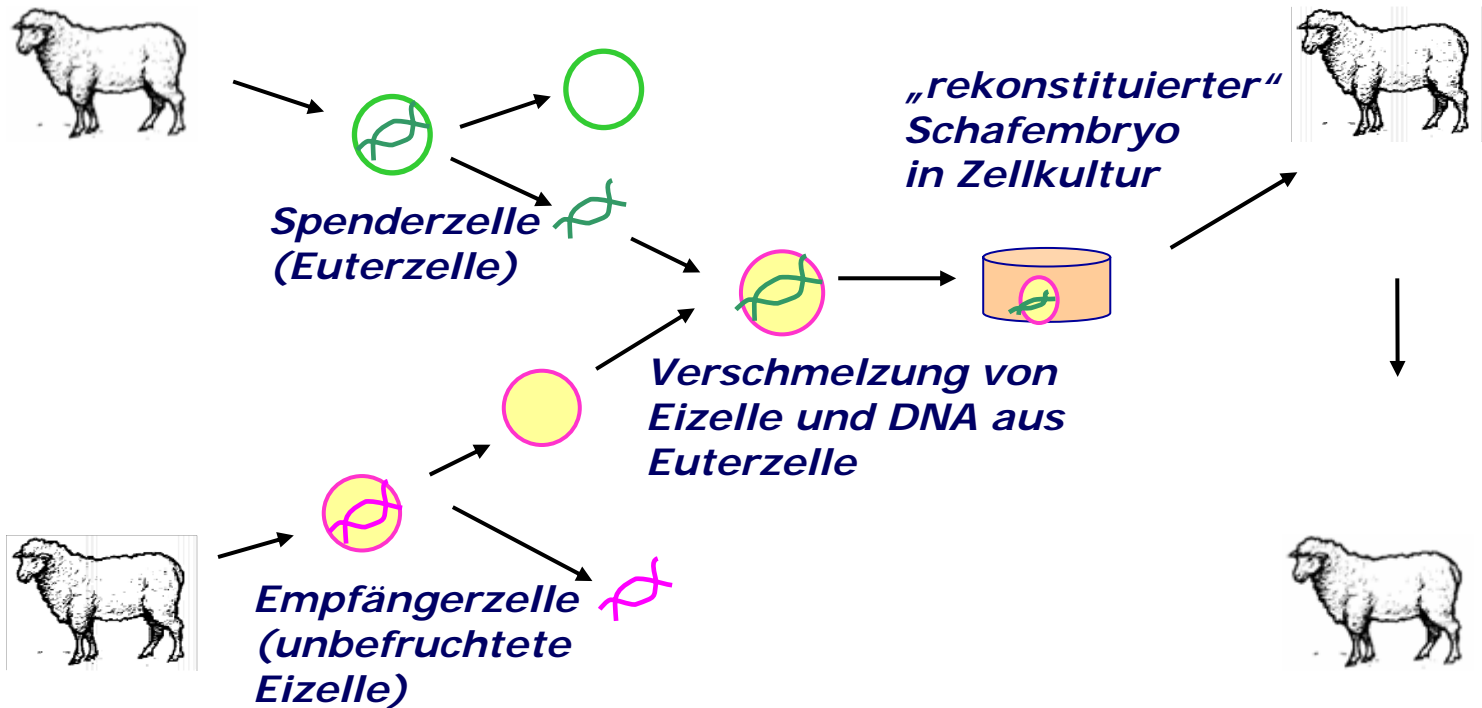 Spenderzelle
(Euterzelle)
„rekonstituierter“
Schafembryo
in Zellkultur
Verschmelzung von
Eizelle und DNA aus
Euterzelle
Empfängerzelle
(unbefruchtete
Eizelle)